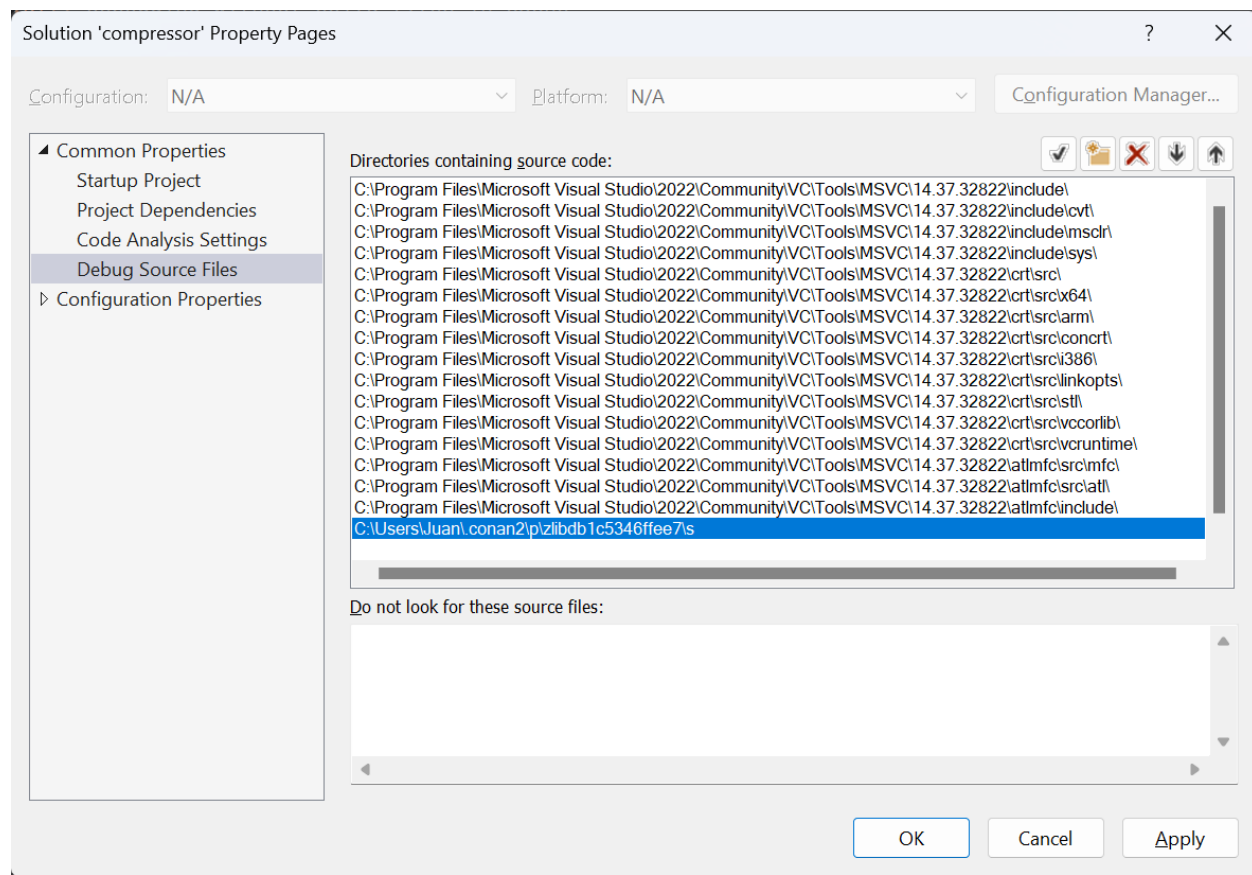 Solution 'compressor' Property Pages
?
Configuration: N/A
Platform: N/A
Configuration Manager...
Common Properties
Startup Project
Project Dependencies
Code Analysis Settings
Debug Source Files
Configuration Properties
Directories containing source code:
C:\Program Files\Microsoft Visual Studio\2022\Community\VC\Tools\MSVC\14.37.32822\include\
C:\Program Files\Microsoft Visual Studio\2022\Community\VC\Tools\MSVC\14.37.32822\include\cvt\
C:\Program Files\Microsoft Visual Studio\2022\Community\VC\Tools\MSVC\14.37.32822\include\msclr\
C:\Program Files\Microsoft Visual Studio\2022\Community\VC\Tools\MSVC\14.37.32822\include\sys\
C:\Program Files\Microsoft Visual Studio\2022\Community\VC\Tools\MSVC\14.37.32822\crt\src\
C:\Program Files\Microsoft Visual Studio\2022\Community\VC\Tools\MSVC\14.37.32822\crt\src\x64\
C:\Program Files\Microsoft Visual Studio\2022\Community\VC\Tools\MSVC\14.37.32822\crt\src\arm\
C:\Program Files\Microsoft Visual Studio\2022\Community\VC\Tools\MSVC\14.37.32822\crt\src\concrt\
C:\Program Files\Microsoft Visual Studio\2022\Community\VC\Tools\MSVC\14.37.32822\crt\src\i386\
C:\Program Files\Microsoft Visual Studio\2022\Community\VC\Tools\MSVC\14.37.32822\crt\src\linkopts\
C:\Program Files\Microsoft Visual Studio\2022\Community\VC\Tools\MSVC\14.37.32822\crt\src\stl\
C:\Program Files\Microsoft Visual Studio\2022\Community\VC\Tools\MSVC\14.37.32822\crt\src\vccorlib\
C:\Program Files\Microsoft Visual Studio\2022\Community\VC\Tools\MSVC\14.37.32822\crt\src\vcruntime\
C:\Program Files\Microsoft Visual Studio\2022\Community\VC\Tools\MSVC\14.37.32822\atlmfc\src\mfc\
C:\Program Files\Microsoft Visual Studio\2022\Community\VC\Tools\MSVC\14.37.32822\atlmfc\src\atl\
C:\Program Files\Microsoft Visual Studio\2022\Community\VC\Tools\MSVC\14.37.32822\atlmfc\include\
C:\Users\Juan\.conan2\p\zlibdb1c5346ffee7\s
Do not look for these source files:
OK
Cancel
Apply